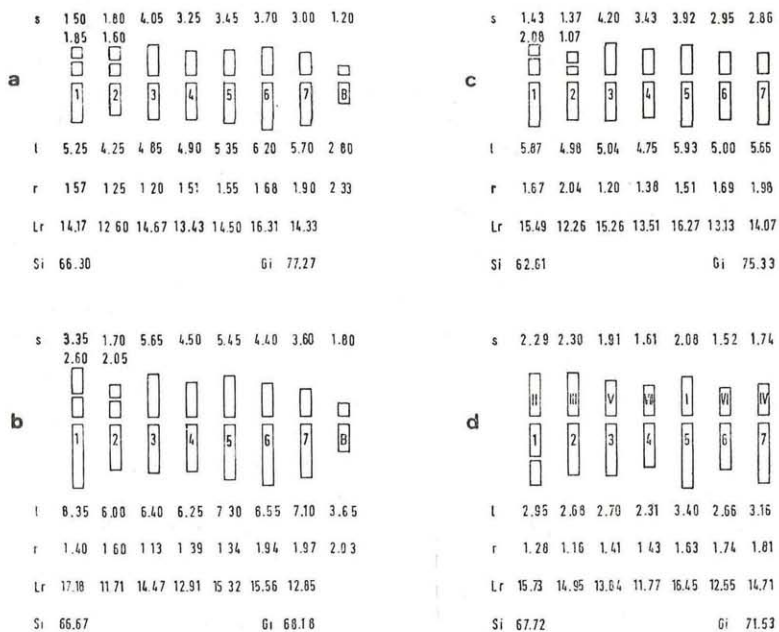 s 1 50 1.80 4.05 3.25 3.45 3.70 3.00 1.20
1.85 1.60
a
1 2 3 4 5 6 7 B
l 5.25 4.25 4 85 4.90 5 35 6 20 5.70 2 80
r 1 57 1 25 1 20 1 51 1.55 1 68 1.90 2 33
Lr 14,17 12 60 14.67 13.43 14.50 16.31 14.33
Si 66.30 Gi 77.27
s 1.43 1.37 4.20 3.43 3.92 2.95 2.86
2.08 1.07
c
1 2 3 4 5 6 7
l 5.87 4.98 5.04 4.75 5.93 5.00 5.65
r 1.67 2.04 1.20 1.38 1.51 1.69 1.98
Lr 15.49 12.26 15.26 13.51 16.27 13.13 14.07
Si 62.61 Gi 75.33
s 3.35 1.70 5.65 4.50 5.45 4.40 3.60 1.80
2.60 2.05
b
1 2 3 4 5 6 7 B
l 8.35 6.00 6.40 6.25 7 30 8.55 7.10 3.65
r 1.40 1 60 1 13 1 39 1 34 1.94 1.97 2.03
Lr 17.18 11.71 14.47 12.91 15 32 15.56 12.85
Si 66.67 Gi 68.18
s 2.29 2.30 1.91 1.61 2.08 1.52 1.74
II III V VII I VI IV
d
1 2 3 4 5 6 7
l 2.95 2.68 2.70 2.31 3.40 2.66 3.16
r 1.28 1.16 1.41 1 43 1.63 1.74 1.81
Lr 15.73 14.95 13.64 11.77 16.45 12.55 14.71
Si 67.72 Gi 71.53